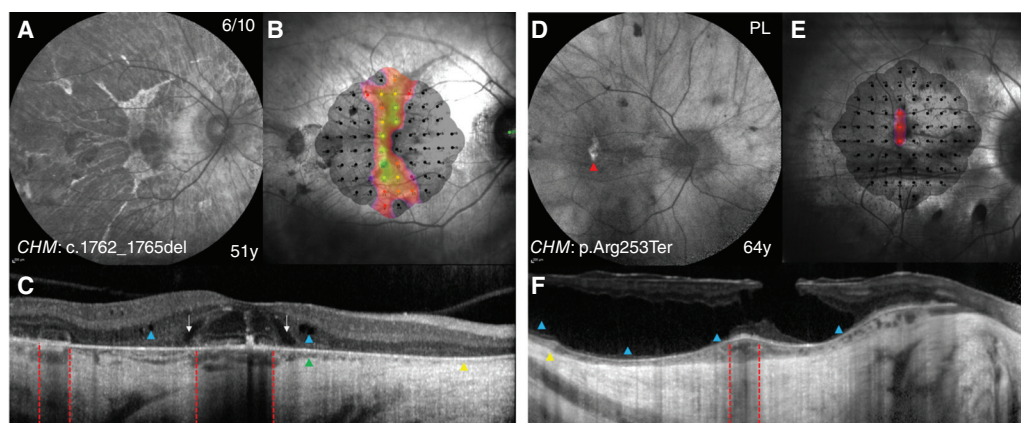 A
6/10
CHM: c.1762_1765del
51y
B
C
D
PL
CHM: p.Arg253Ter
64y
E
F